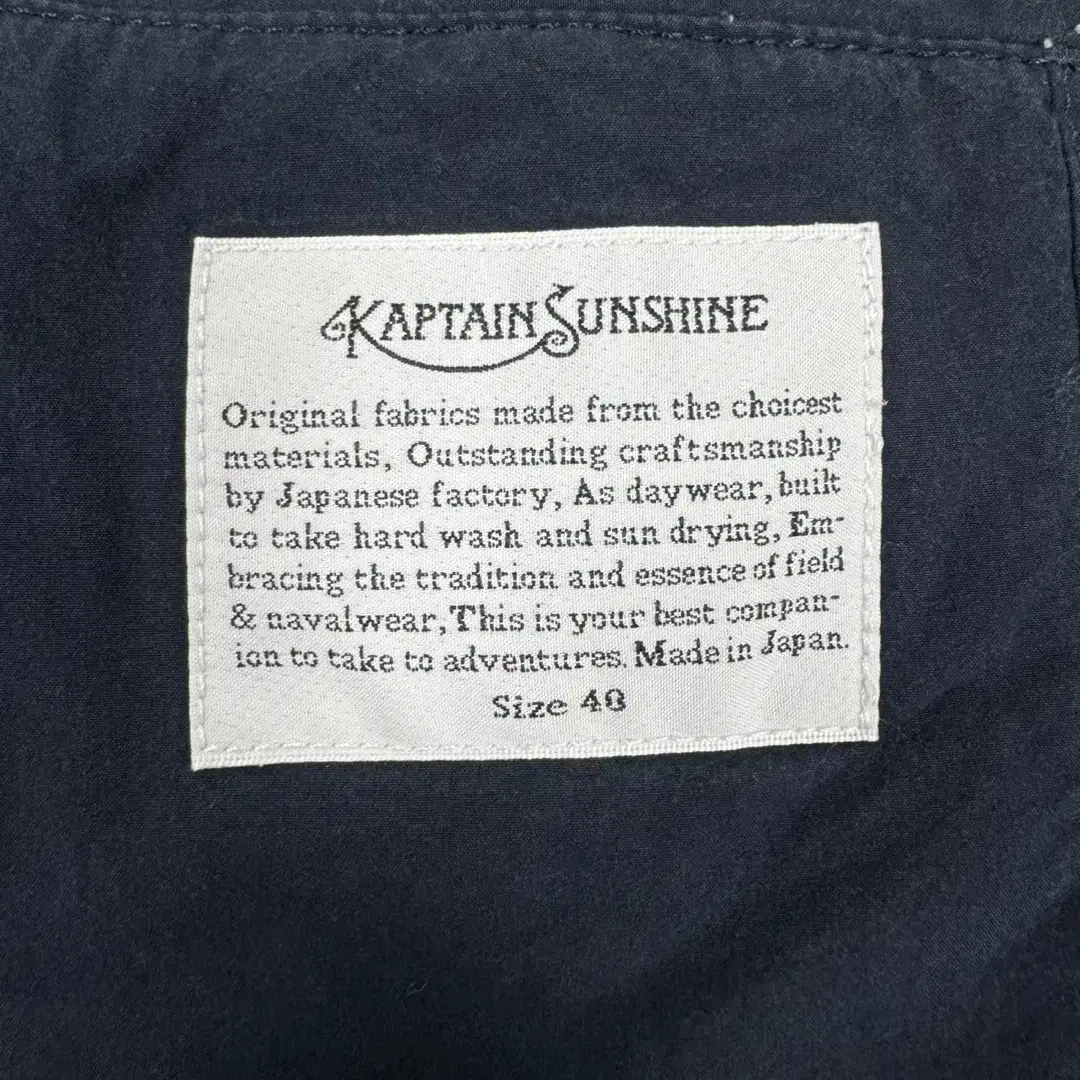 KAPTAIN SUNSHINE
Original fabrics made from the choicest
materials, Outstanding craftsmanship
by Japanese factory, As daywear, built
to take hard wash and sun drying, Em-
bracing the tradition and essence of field
& navalwear, This is your best compan-
ion to take to adventures. Made in Japan.
Size 40